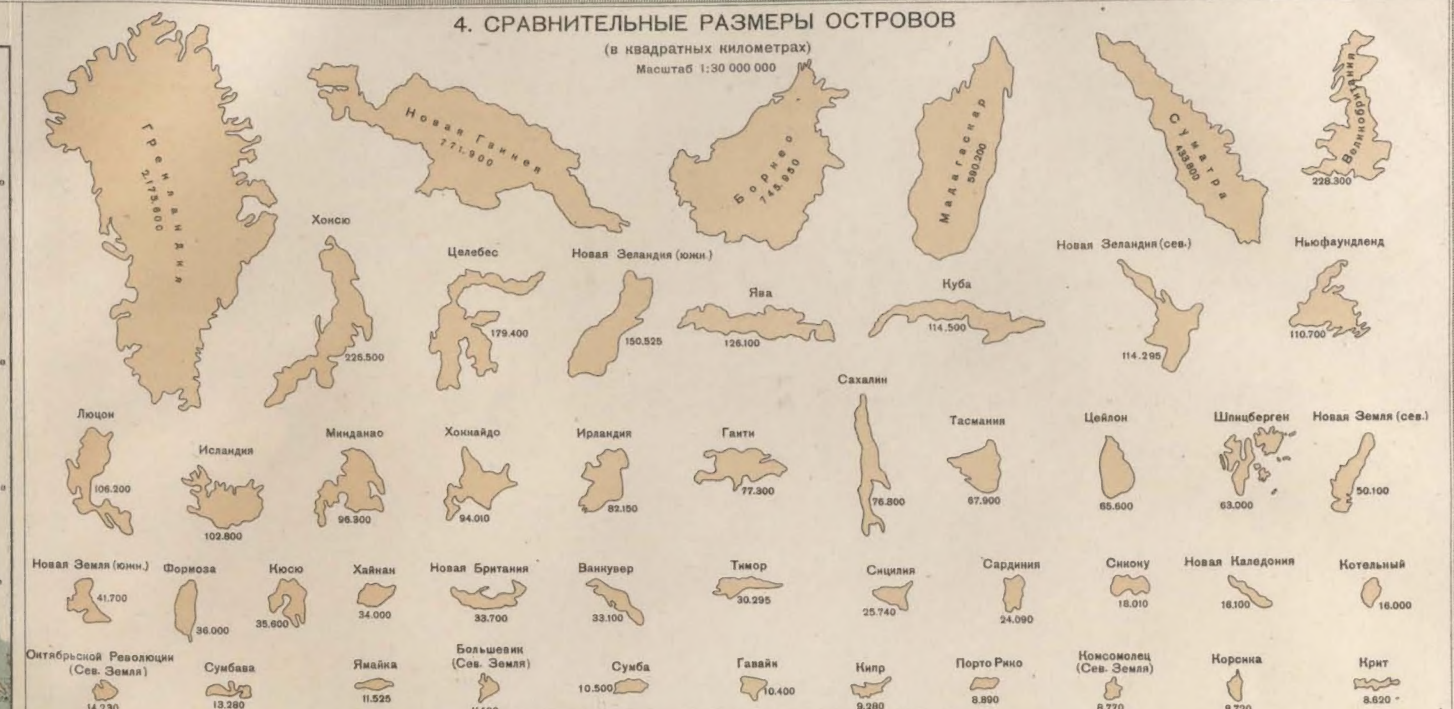 4. СРАВНИТЕЛЬНЫЕ РАЗМЕРЫ ОСТРОВОВ
(в квадратных километрах)
Масштаб 1:30 000 000
Гренландия
2.175.600
Новая Гвинея
771.900
Борнео
745.950
Мадагаскар
590.200
Суматра
433.800
Великобритания
228.300
Хонсю
226.500
Целебес
179.400
Новая Зеландия (южн.)
150.525
Ява
126.100
Куба
114.500
Новая Зеландия (сев.)
114.295
Ньюфаундленд
110.700
Люцон
106.200
Исландия
102.800
Минданао
96.300
Хоккайдо
94.010
Ирландия
82.150
Гаити
77.300
Сахалин
76.800
Тасмания
67.900
Цейлон
65.600
Шпицберген
63.000
Новая Земля (сев.)
50.100
Новая Земля (южн.)
41.700
Формоза
36.000
Кюсю
35.600
Хайнан
34.000
Новая Британия
33.700
Ванкувер
33.100
Тимор
30.295
Сицилия
25.740
Сардиния
24.090
Сикоку
18.010
Новая Каледония
16.100
Котельный
16.000
Октябрьской Революции
(Сев. Земля)
14.230
Сумбава
13.280
Ямайка
11.525
Большевик
(Сев. Земля)
Сумба
10.500
Гавайи
10.400
Кипр
9.280
Порто Рико
8.890
Комсомолец
(Сев. Земля)
8.770
Корсика
8.720
Крит
8.620